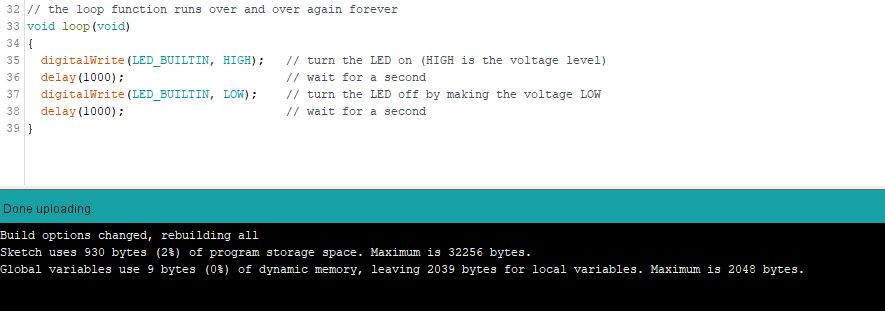 32 // the loop function runs over and over again forever
33 void loop(void)
34 {
35   digitalWrite(LED_BUILTIN, HIGH);   // turn the LED on (HIGH is the voltage level)
36   delay(1000);                       // wait for a second
37   digitalWrite(LED_BUILTIN, LOW);    // turn the LED off by making the voltage LOW
38   delay(1000);                       // wait for a second
39 }
Done uploading.
Build options changed, rebuilding all
Sketch uses 930 bytes (2%) of program storage space. Maximum is 32256 bytes.
Global variables use 9 bytes (0%) of dynamic memory, leaving 2039 bytes for local variables. Maximum is 2048 bytes.